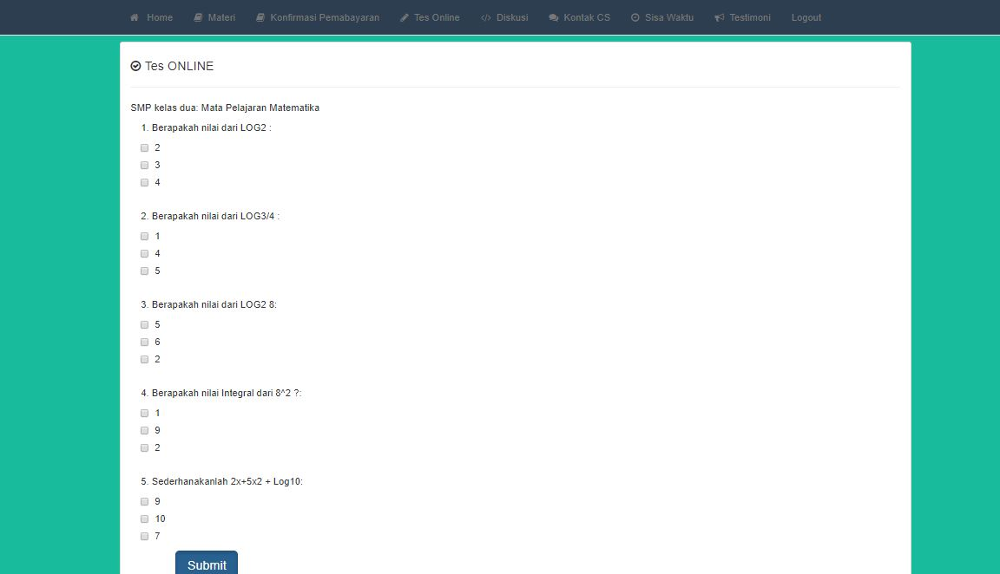 Home Materi Konfirmasi Pemabayaran Tes Online Diskusi Kontak CS Sisa Waktu Testimoni Logout
Tes ONLINE
SMP kelas dua: Mata Pelajaran Matematika
1. Berapakah nilai dari LOG2 :
2
3
4
2. Berapakah nilai dari LOG3/4 :
1
4
5
3. Berapakah nilai dari LOG2 8:
5
6
2
4. Berapakah nilai Integral dari 8^2 ?:
1
9
2
5. Sederhanakanlah 2x+5x2 + Log10:
9
10
7
Submit